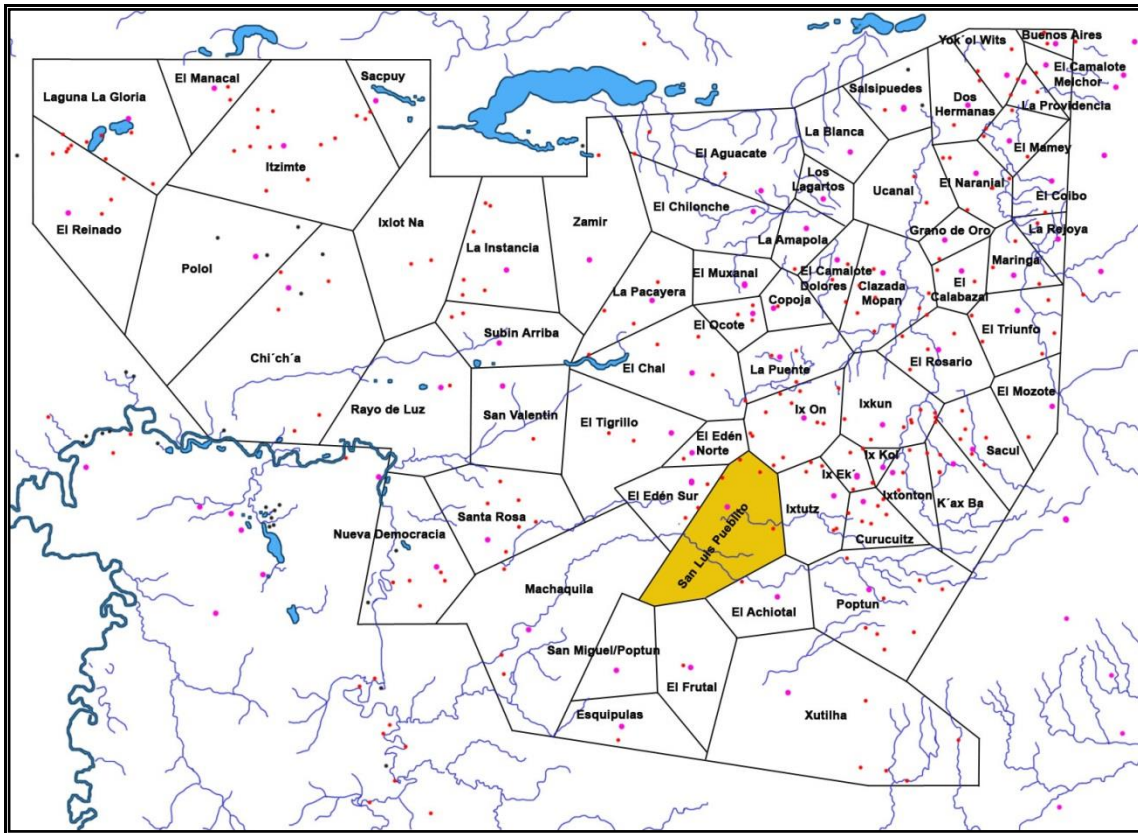 Yok´ol Wits
Buenos Aires
El Manacal
Sacpuy
El Camalote
Melchor
Laguna La Gloria
Salsipuedes
Dos
Hermanas
La Providencia
La Blanca
Itzimte
El Aguacate
El Mamey
Los
Lagartos
Ucanal
El Naranjal
El Coibo
El Reinado
Ixlot Na
Zamir
El Chilonche
La Rejoya
Grano de Oro
La Instancia
La Amapola
Polol
El Muxanal
El Camalote
Dolores
Clazada
Mopan
Maringa
El
Calabazal
La Pacayera
Copoja
Subin Arriba
El Ocote
El Triunfo
Chi´ch´a
El Chal
La Puente
El Rosario
El Mozote
Rayo de Luz
San Valentin
El Tigrillo
Ix On
Ixkun
El Edén
Norte
Sacul
Ix Kol
Ix Ek´
El Edén Sur
Ixtonton
K´ax Ba
Santa Rosa
San Luis Pueblito
Ixtutz
Nueva Democracia
Curucuitz
Machaquila
El Achiotal
Poptun
San Miguel/Poptun
El Frutal
Xutilha
Esquipulas